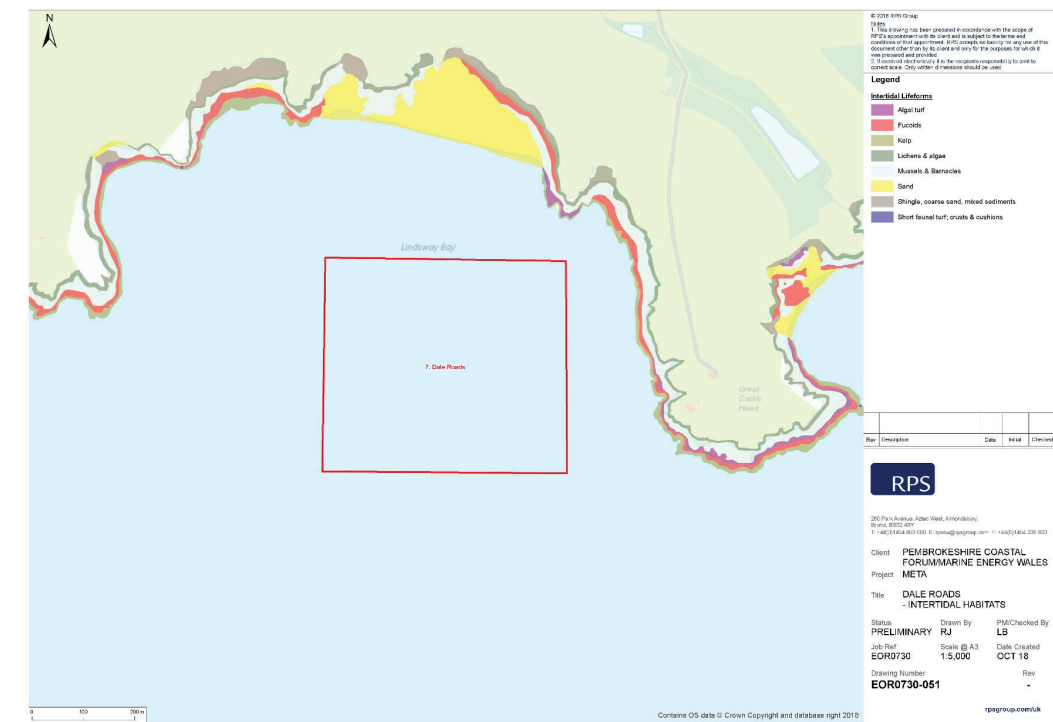 N
Lindsway Bay
7: Dale Roads
Great
Castle
Head
0 100 200 m
Contains OS data © Crown Copyright and database right 2018
© 2018 RPS Group
Notes
1. This drawing has been prepared in accordance with the scope of
RPS's appointment with its client and is subject to the terms and
conditions of that appointment. RPS accepts no liability for any use of this
document other than by its client and only for the purposes for which it
was prepared and provided.
2. If received electronically it is the recipients responsibility to print to
correct scale. Only written dimensions should be used.
Legend
Intertidal Lifeforms
Algal turf
Fucoids
Kelp
Lichens & algae
Mussels & Barnacles
Sand
Shingle, coarse sand, mixed sediments
Short faunal turf; crusts & cushions
Rev Description Date Initial Checked
RPS
Park Avenue, Aztec West, Almondsbury,
Bristol,
Client PEMBROKESHIRE COASTAL
FORUM/MARINE ENERGY WALES
Project META
Title DALE ROADS
- INTERTIDAL HABITATS
Status Drawn By PM/Checked By
PRELIMINARY RJ LB
Job Ref Scale @ A3 Date Created
EOR0730 1:5,000 OCT 18
Drawing Number Rev
EOR0730-051 -
rpsgroup.com/uk